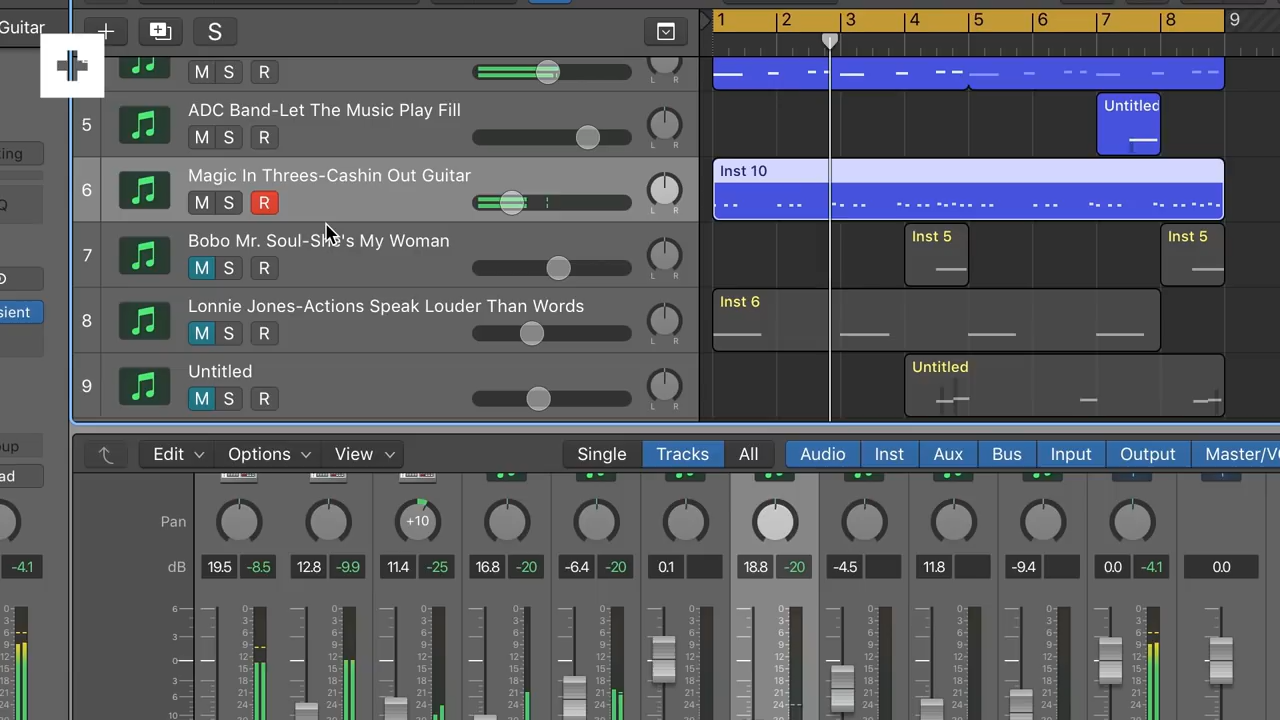 Guitar
S
1 2 3 4 5 6 7 8 9
M S R
L R
5
ADC Band-Let The Music Play Fill
M S R
L R
Untitled
6
Magic In Threes-Cashin Out Guitar
M S R
L R
Inst 10
7
Bobo Mr. Soul-She's My Woman
M S R
L R
Inst 5
Inst 5
8
Lonnie Jones-Actions Speak Louder Than Words
M S R
L R
Inst 6
9
Untitled
M S R
L R
Untitled
Edit Options View Single Tracks All Audio Inst Aux Bus Input Output Master/VC
Pan +10
dB 19.5 -8.5 12.8 -9.9 11.4 -25 16.8 -20 -6.4 -20 0.1 18.8 -20 -4.5 11.8 -9.4 0.0 -4.1 0.0
-4.1